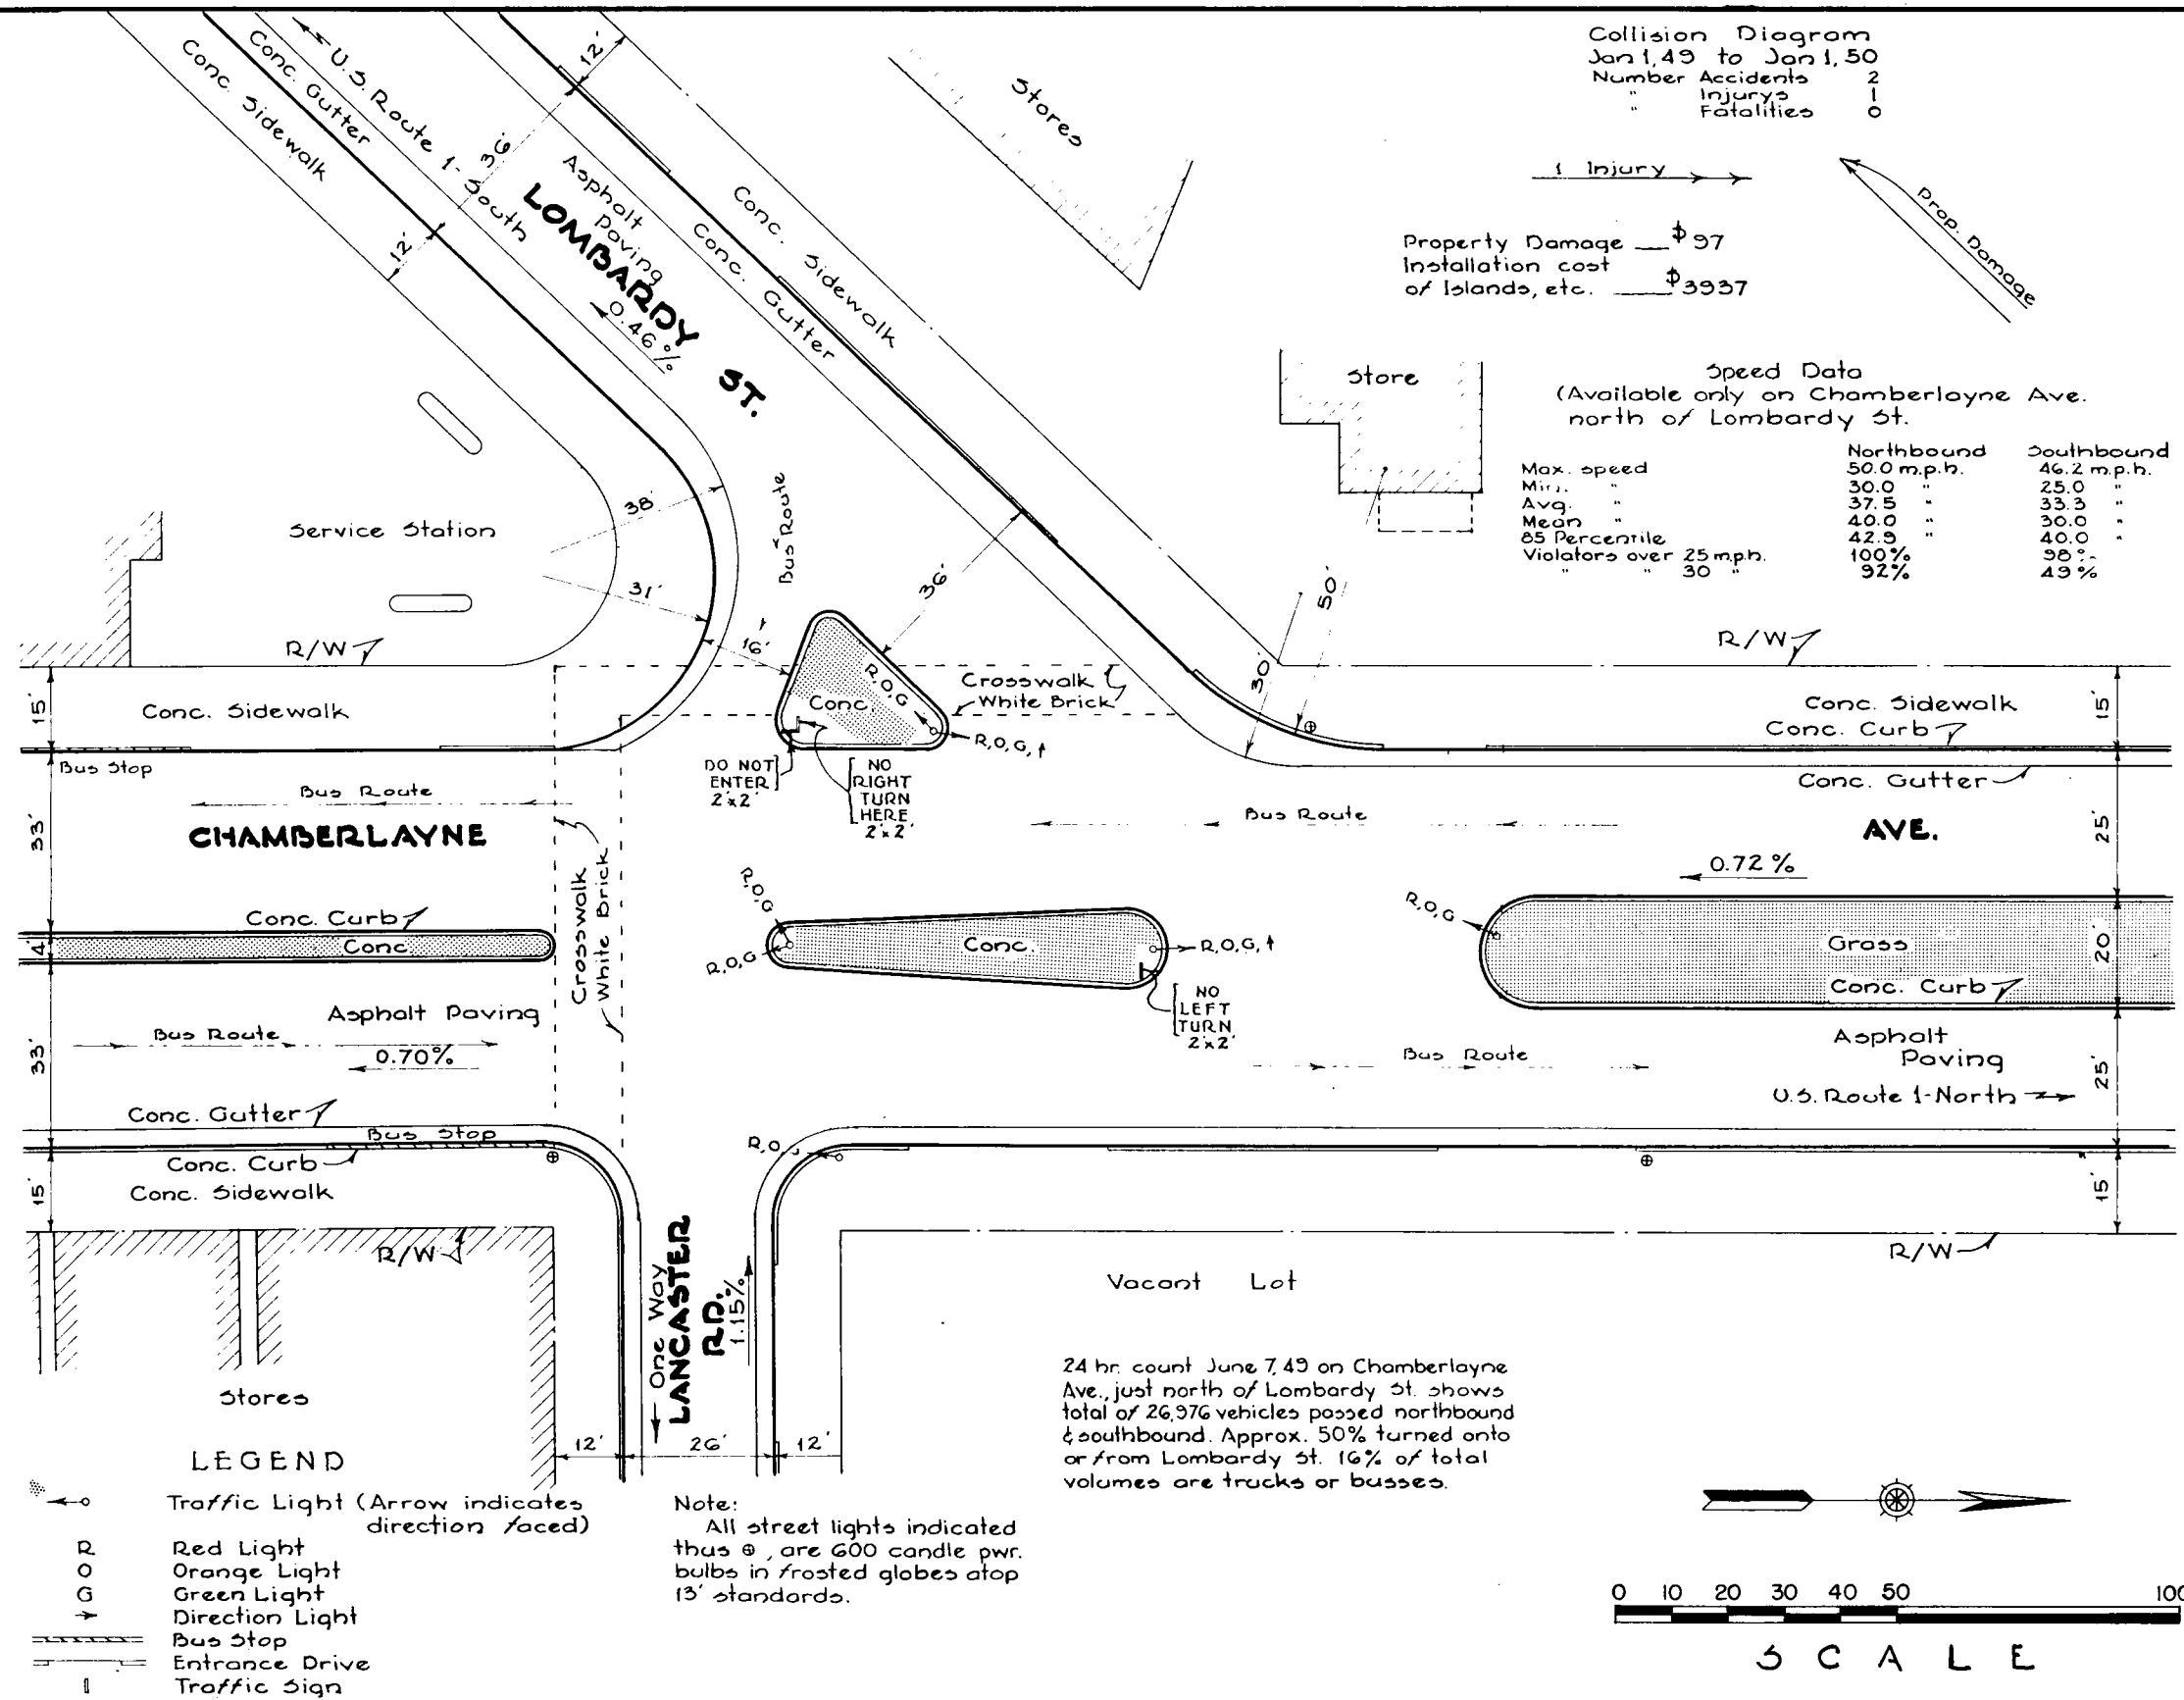 Collision Diagram
Jan 1, 49 to Jan 1, 50
Number Accidents 2
" Injurys 1
" Fatalities 0
1 Injury
Prop. Damage
Property Damage $97
Installation cost
of Islands, etc. $3937
Speed Data
(Available only on Chamberlayne Ave.
north of Lombardy St.
Northbound Southbound
Max. speed 50.0 m.p.h. 46.2 m.p.h.
Min. " 30.0 " 25.0 "
Avg. " 37.5 " 33.3 "
Mean " 40.0 " 30.0 "
85 Percentile 42.9 " 40.0 "
Violators over 25 m.p.h. 100% 98%
" " 30 " 92% 49%
Conc. Sidewalk
Conc. Gutter
U.S. Route 1-South
12'
36'
12'
Asphalt
Paving
LOMBARDY ST.
0.46%
Conc. Gutter
Conc. Sidewalk
Stores
Store
Service Station
38'
31'
16'
Bus Route
36'
50'
30'
R/W
R/W
15'
Conc. Sidewalk
Bus Stop
Conc.
R,O,G
R,O,G,↑
Crosswalk
White Brick
DO NOT
ENTER
2'x2'
NO
RIGHT
TURN
HERE
2'x2'
Conc. Sidewalk
Conc. Curb
15'
Conc. Gutter
33'
Bus Route
CHAMBERLAYNE
Bus Route
AVE.
25'
0.72%
Crosswalk
White Brick
Conc. Curb
4'
Conc.
R,O,G
R,O,G
Conc.
R,O,G,↑
NO
LEFT
TURN
2'x2'
R,O,G
Grass
20'
Conc. Curb
33'
Asphalt Paving
Bus Route
0.70%
Bus Route
Asphalt
Paving
25'
U.S. Route 1-North
Conc. Gutter
Bus Stop
Conc. Curb
15'
Conc. Sidewalk
R,O,G
15'
R/W
R/W
Vacant Lot
One Way
LANCASTER
RD.
1.15%
12'
26'
12'
Stores
24 hr. count June 7, 49 on Chamberlayne
Ave., just north of Lombardy St. shows
total of 26,976 vehicles passed northbound
& southbound. Approx. 50% turned onto
or from Lombardy St. 16% of total
volumes are trucks or busses.
LEGEND
Traffic Light (Arrow indicates
direction faced)
R Red Light
O Orange Light
G Green Light
→ Direction Light
Bus Stop
Entrance Drive
Traffic Sign
Note:
All street lights indicated
thus ⊕, are 600 candle pwr.
bulbs in frosted globes atop
13' standards.
0 10 20 30 40 50 100
SCALE